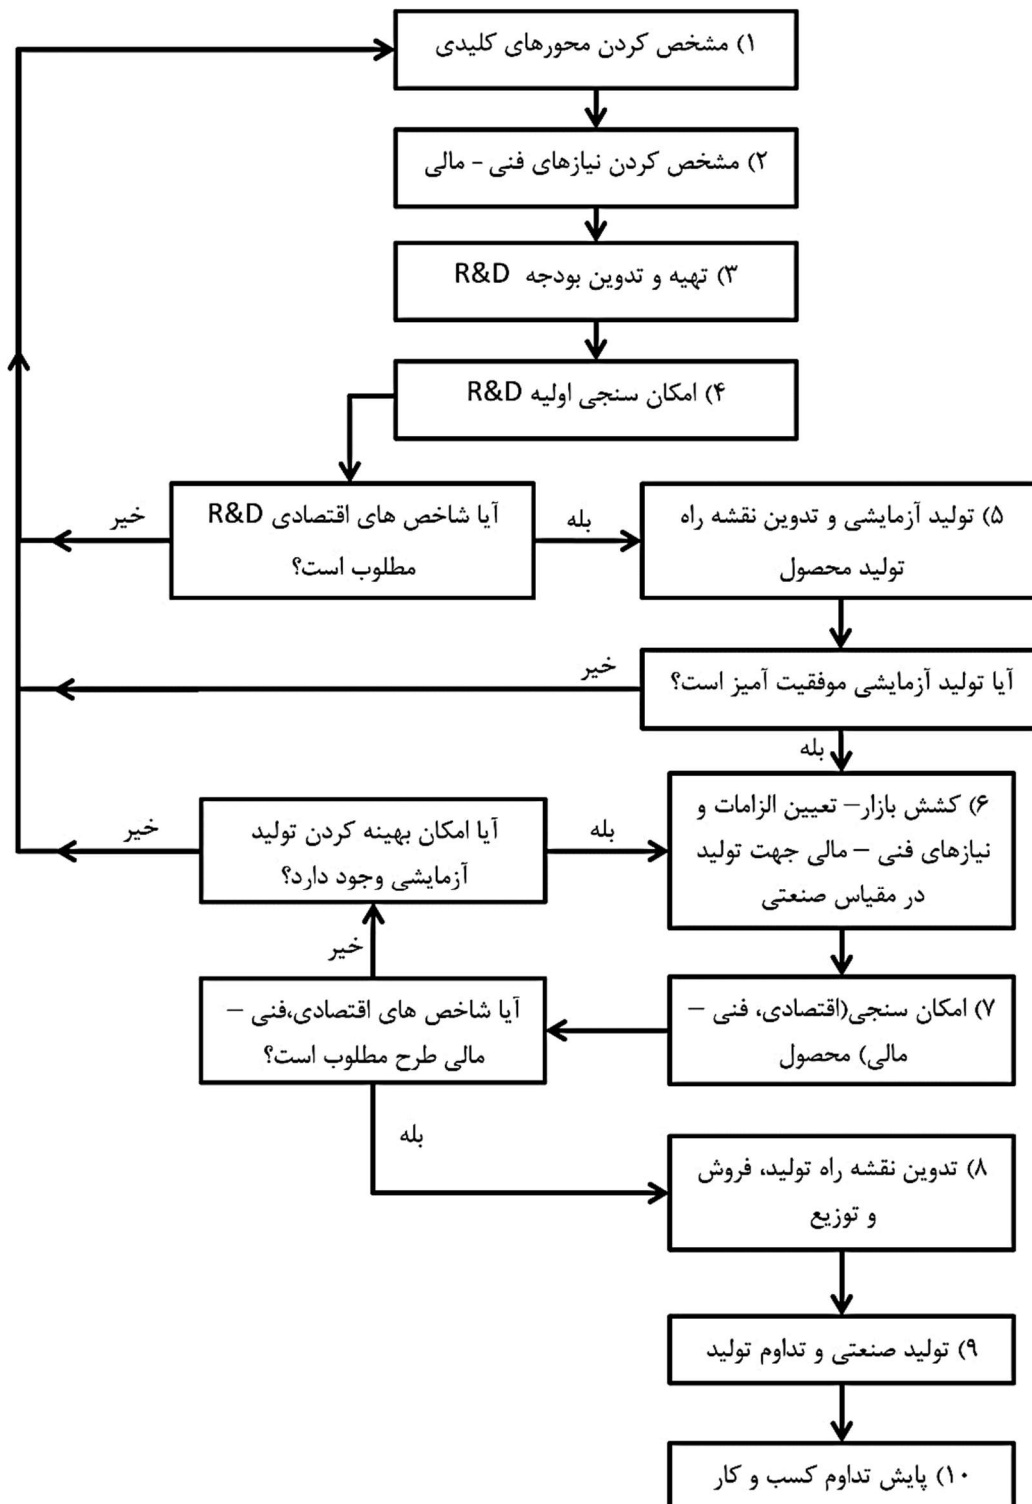 ۱) مشخص کردن محورهای کلیدی
۲) مشخص کردن نیازهای فنی - مالی
۳) تهیه و تدوین بودجه R&D
۴) امکان سنجی اولیه R&D
آیا شاخص های اقتصادی R&D
مطلوب است؟
خیر
بله
۵) تولید آزمایشی و تدوین نقشه راه
تولید محصول
آیا تولید آزمایشی موفقیت آمیز است؟
خیر
بله
۶) کشش بازار– تعیین الزامات و
نیازهای فنی – مالی جهت تولید
در مقیاس صنعتی
آیا امکان بهینه کردن تولید
آزمایشی وجود دارد؟
بله
خیر
۷) امکان سنجی(اقتصادی، فنی –
مالی) محصول
آیا شاخص های اقتصادی،فنی –
مالی طرح مطلوب است؟
خیر
بله
۸) تدوین نقشه راه تولید، فروش
و توزیع
۹) تولید صنعتی و تداوم تولید
۱۰) پایش تداوم کسب و کار